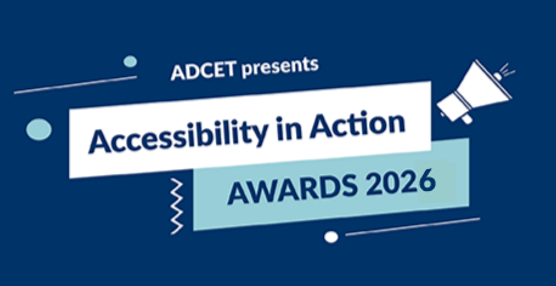 ADCET presents
Accessibility in Action
AWARDS 2026